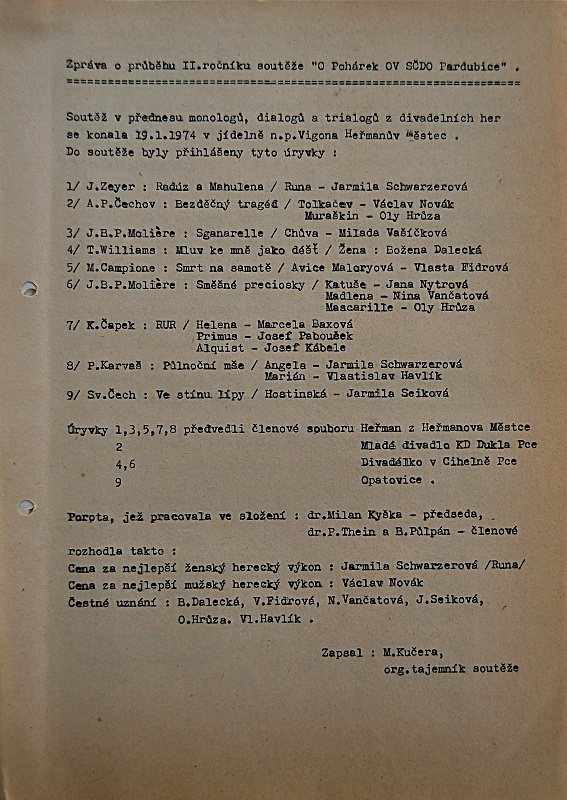 Zpráva o průběhu II.ročníku soutěže "O Pohárek OV SČDO Pardubice" .
Soutěž v přednesu monologů, dialogů a trialogů z divadelních her
se konala 19.1.1974 v jídelně n.p.Vigona Heřmanův Městec .
Do soutěže byly přihlášeny tyto úryvky :
1/ J.Zeyer : Radúz a Mahulena / Runa - Jarmila Schwarzerová
2/ A.P.Čechov : Bezděčný tragéd / Tolkačev - Václav Novák
Muraškin - Oly Hrůza
3/ J.B.P.Molière : Sganarelle / Chůva - Milada Vašíčková
4/ T.Williams : Mluv ke mně jako déšť / Žena : Božena Dalecká
5/ M.Campione : Smrt na samotě / Avice Maloryová - Vlasta Fidrová
6/ J.B.P.Molière : Směšné preciosky / Katuše - Jana Nytrová
Madlena - Nina Vančatová
Mascarille - Oly Hrůza
7/ K.Čapek : RUR / Helena - Marcela Baxová
Primus - Josef Pabouček
Alquist - Josef Kábele
8/ P.Karvaš : Půlnoční mše / Angela - Jarmila Schwarzerová
Marián - Vlastislav Havlík
9/ Sv.Čech : Ve stínu lípy / Hostinská - Jarmila Seiková
Úryvky 1,3,5,7,8 předvedli členové souboru Heřman z Heřmanova Městce
2 Mladé divadlo KD Dukla Pce
4,6 Divadélko v Cihelně Pce
9 Opatovice .
Porota, jež pracovala ve složení : dr.Milan Kyška - předseda,
dr.P.Thein a B.Půlpán - členové
rozhodla takto :
Cena za nejlepší ženský herecký výkon : Jarmila Schwarzerová /Runa/
Cena za nejlepší mužský herecký výkon : Václav Novák
Čestné uznání : B.Dalecká, V.Fidrová, N.Vančatová, J.Seiková,
O.Hrůza. Vl.Havlík .
Zapsal : M.Kučera,
org.tajemník soutěže